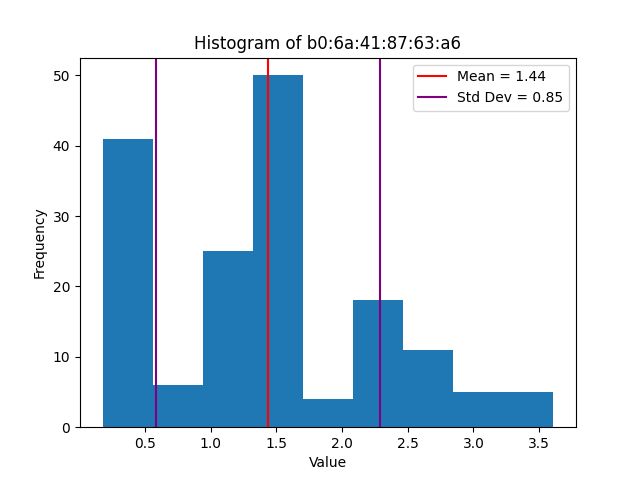 Histogram of b0:6a:41:87:63:a6
Mean = 1.44
Std Dev = 0.85
50
40
30
20
10
0
Frequency
0.5 1.0 1.5 2.0 2.5 3.0 3.5
Value